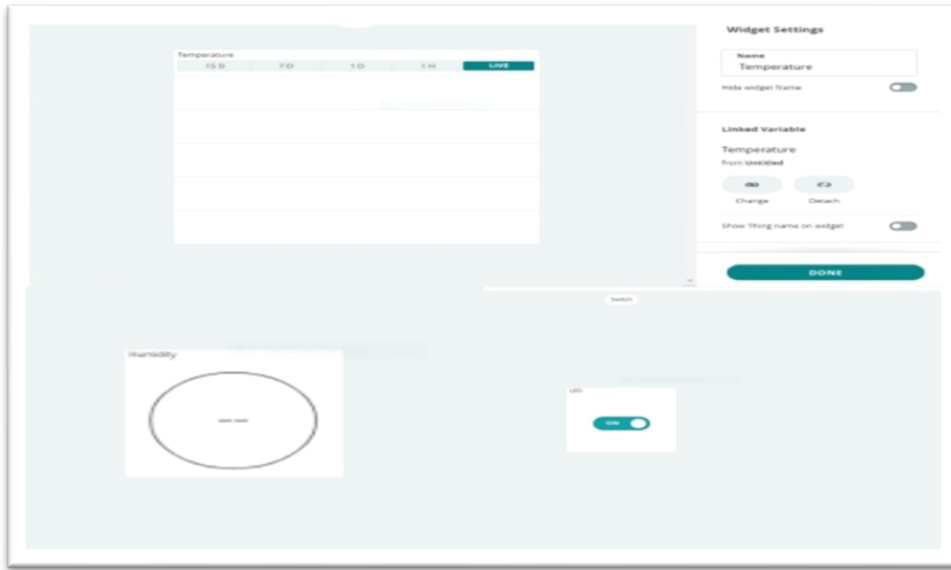 Temperature
15 D 7 D 1 D 1 H LIVE
Widget Settings
Name
Temperature
Hide widget frame
Linked Variable
Temperature
from Untitled
Change Detach
Show Thing name on widget
DONE
Switch
Humidity
--
LED
ON